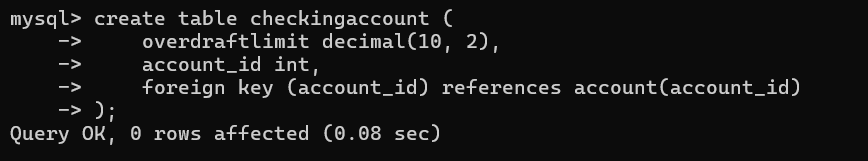 mysql> create table checkingaccount (
    ->     overdraftlimit decimal(10, 2),
    ->     account_id int,
    ->     foreign key (account_id) references account(account_id)
    -> );
Query OK, 0 rows affected (0.08 sec)